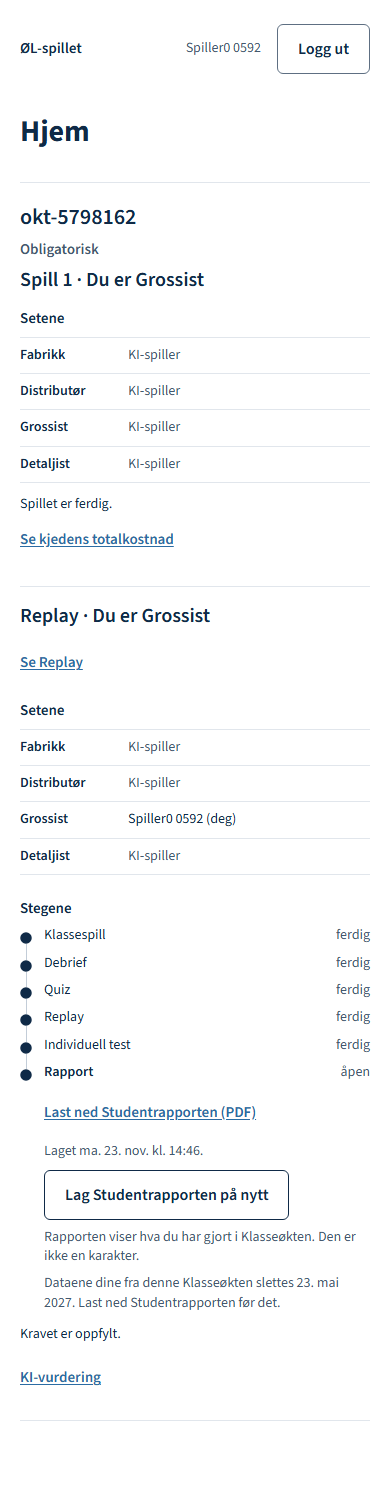 ØL-spillet
Spiller0 0592
Logg ut
Hjem
okt-5798162
Obligatorisk
Spill 1 · Du er Grossist
Setene
Fabrikk KI-spiller
Distributør KI-spiller
Grossist KI-spiller
Detaljist KI-spiller
Spillet er ferdig.
Se kjedens totalkostnad
Replay · Du er Grossist
Se Replay
Setene
Fabrikk KI-spiller
Distributør KI-spiller
Grossist Spiller0 0592 (deg)
Detaljist KI-spiller
Stegene
Klassespill ferdig
Debrief ferdig
Quiz ferdig
Replay ferdig
Individuell test ferdig
Rapport åpen
Last ned Studentrapporten (PDF)
Laget ma. 23. nov. kl. 14:46.
Lag Studentrapporten på nytt
Rapporten viser hva du har gjort i Klasseøkten. Den er
ikke en karakter.
Dataene dine fra denne Klasseøkten slettes 23. mai
2027. Last ned Studentrapporten før det.
Kravet er oppfylt.
KI-vurdering